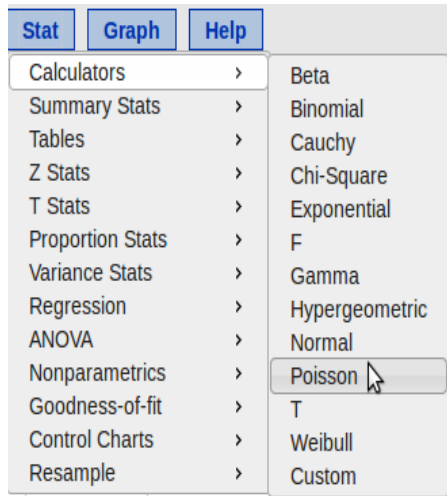 Stat Graph Help
Calculators >
Summary Stats >
Tables >
Z Stats >
T Stats >
Proportion Stats >
Variance Stats >
Regression >
ANOVA >
Nonparametrics >
Goodness-of-fit >
Control Charts >
Resample >
Beta
Binomial
Cauchy
Chi-Square
Exponential
F
Gamma
Hypergeometric
Normal
Poisson
T
Weibull
Custom